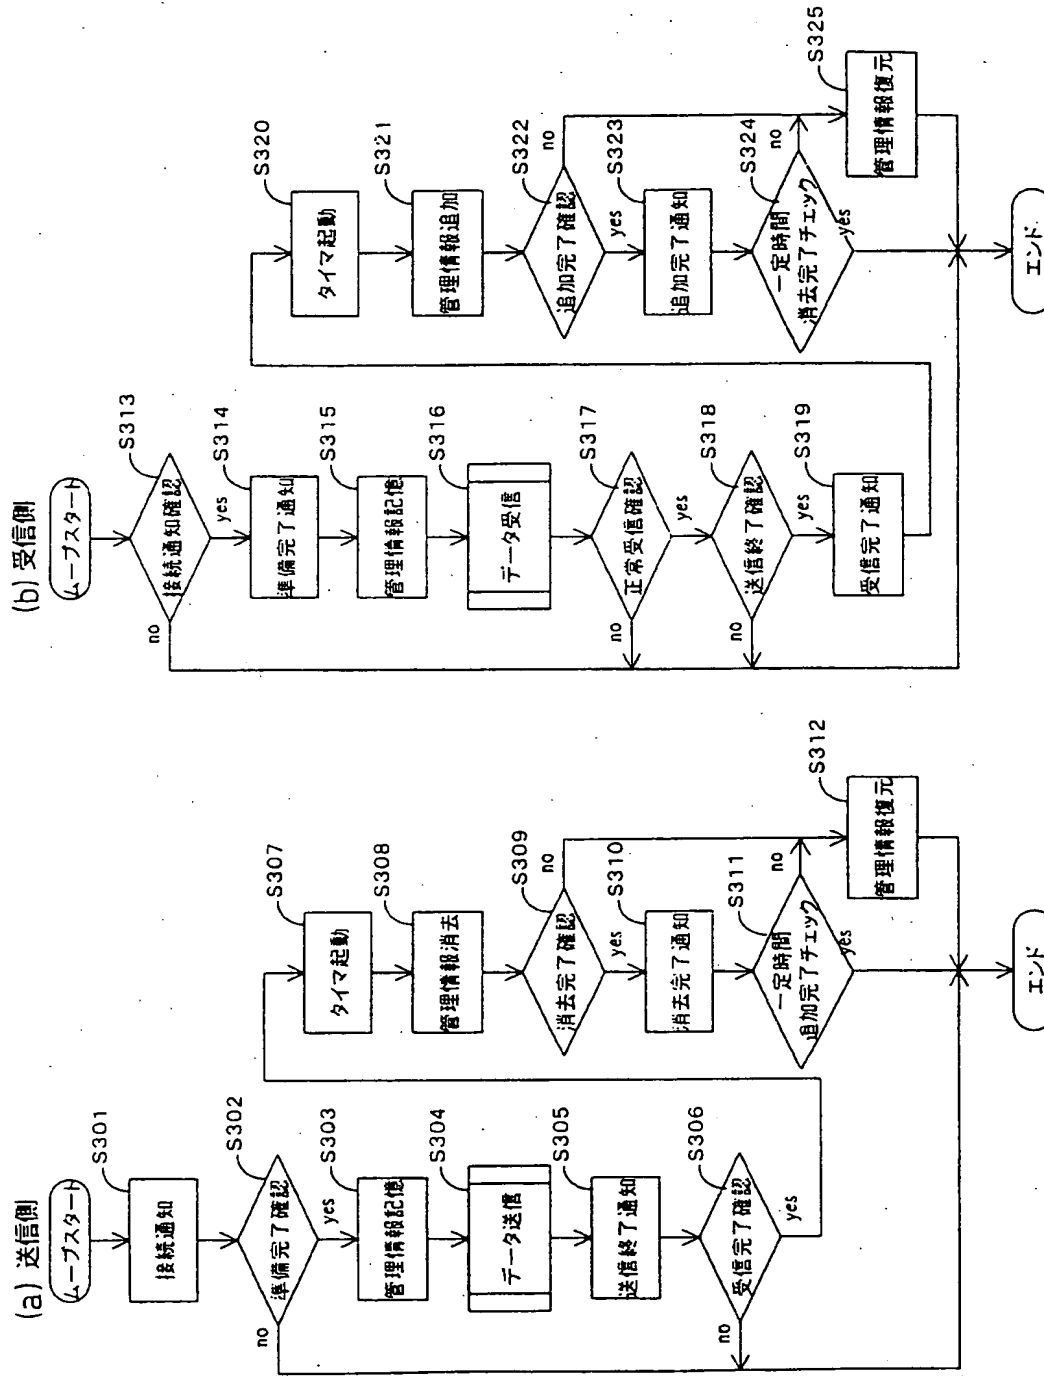 (a) 送信側
ムーブスタート
S301
接続通知
S302
準備完了確認
no
yes
S303
管理情報記憶
S304
データ送信
S305
送信終了通知
S306
受信完了確認
no
yes
S307
タイマ起動
S308
管理情報消去
S309
消去完了確認
no
yes
S310
消去完了通知
S311
一定時間
追加完了チェック
no
yes
S312
管理情報復元
エンド
(b) 受信側
ムーブスタート
S313
接続通知確認
no
yes
S314
準備完了通知
S315
管理情報記憶
S316
データ受信
S317
正常受信確認
no
yes
S318
送信終了確認
no
yes
S319
受信完了通知
S320
タイマ起動
S321
管理情報追加
S322
追加完了確認
no
yes
S323
追加完了通知
S324
一定時間
消去完了チェック
no
yes
S325
管理情報復元
エンド